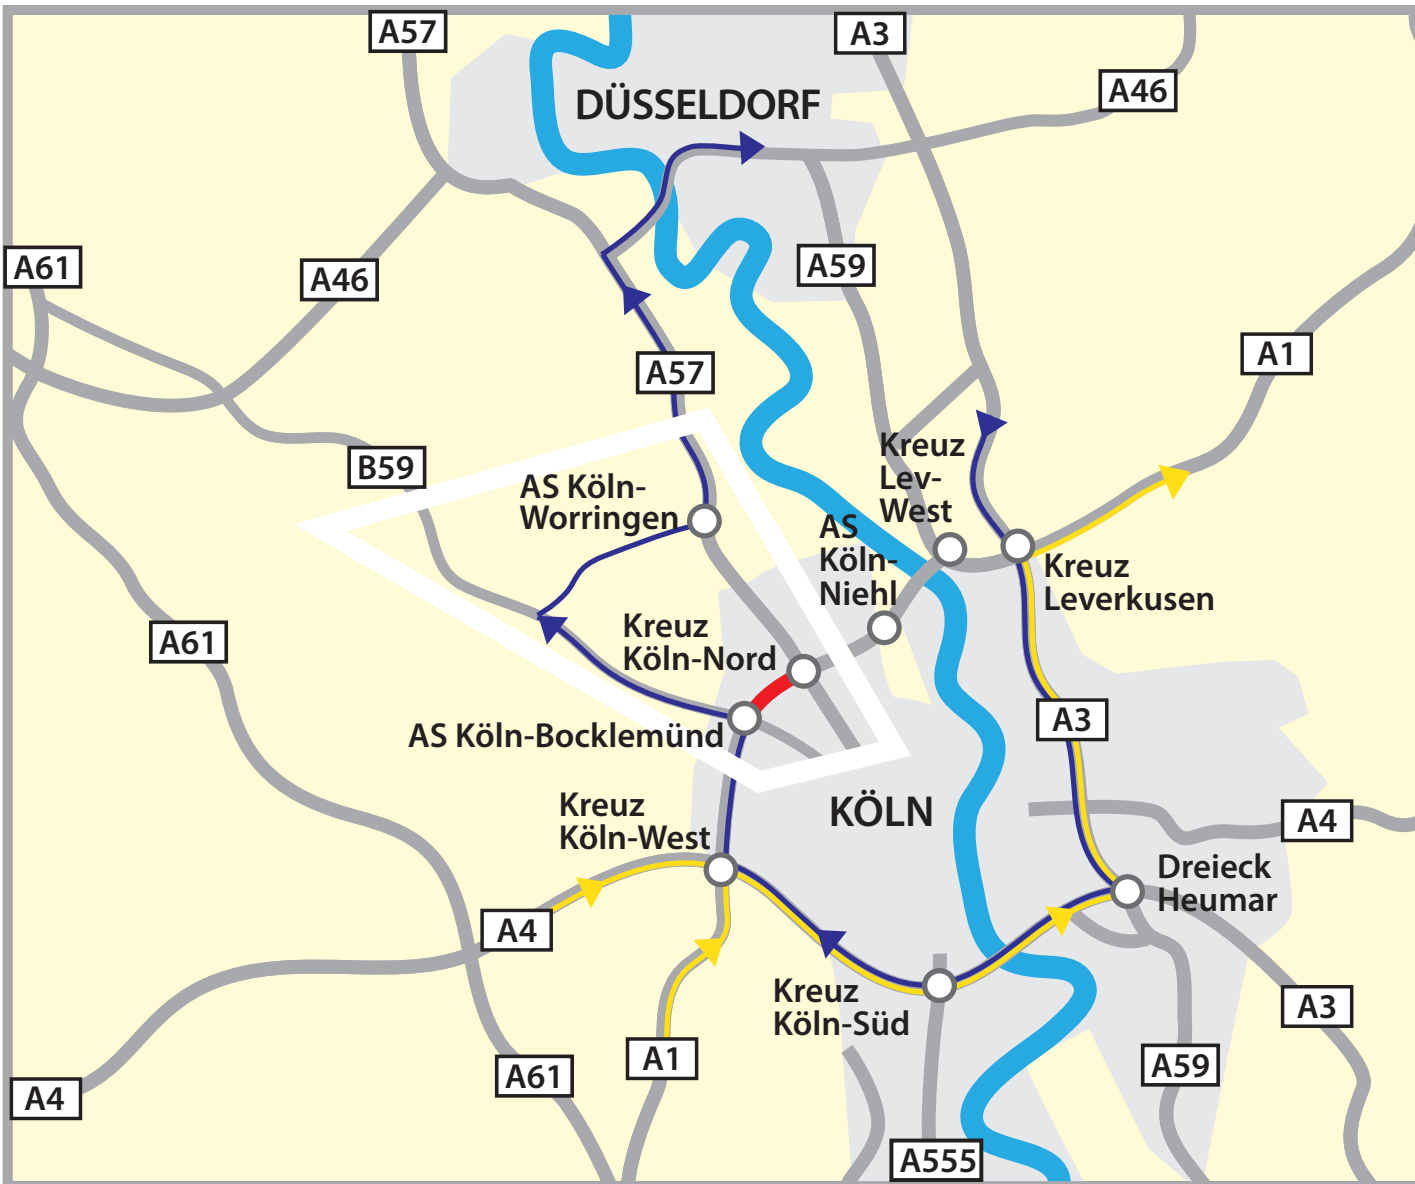 A57
A3
A46
DÜSSELDORF
A61
A46
A59
A57
A1
B59
Kreuz
Lev-
West
AS Köln-
Worringen
AS
Köln-
Niehl
Kreuz
Leverkusen
A61
Kreuz
Köln-Nord
AS Köln-Bocklemünd
A3
Kreuz
Köln-West
KÖLN
A4
Dreieck
Heumar
A4
Kreuz
Köln-Süd
A3
A1
A61
A59
A4
A555